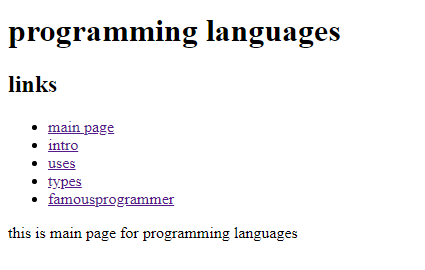 programming languages
links
main page
intro
uses
types
famousprogrammer
this is main page for programming languages